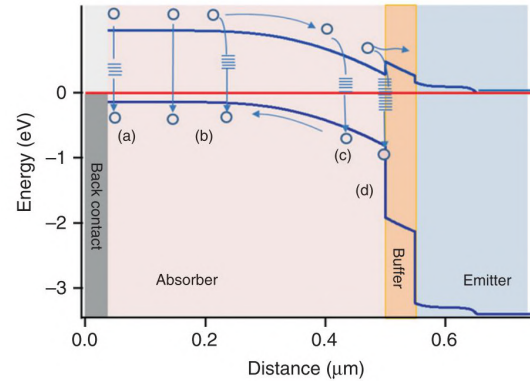 0
−1
−2
−3
Energy (eV)
(a)
(b)
(c)
(d)
Back contact
Absorber
Buffer
Emitter
0.0
0.2
0.4
0.6
Distance (μm)